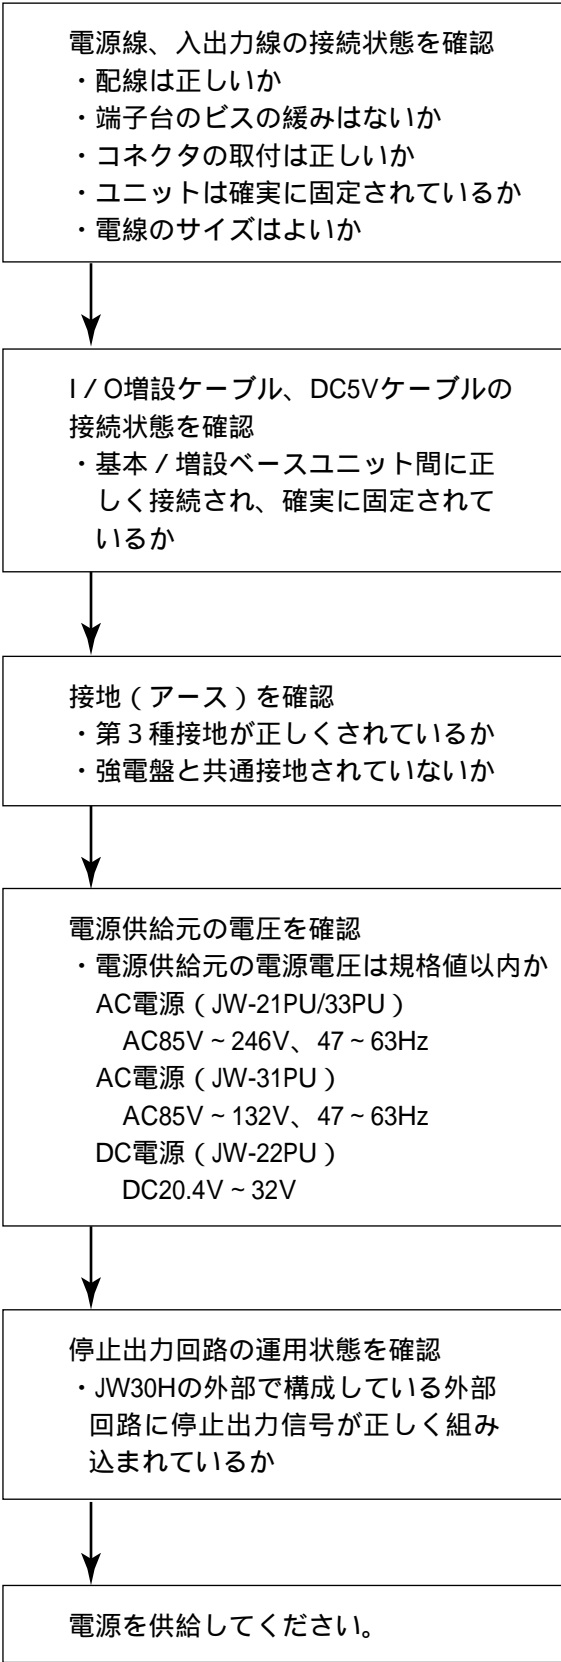 電源線、入出力線の接続状態を確認
・配線は正しいか
・端子台のビスの緩みはないか
・コネクタの取付は正しいか
・ユニットは確実に固定されているか
・電線のサイズはよいか
I／O増設ケーブル、DC5Vケーブルの
接続状態を確認
・基本／増設ベースユニット間に正
しく接続され、確実に固定されて
いるか
接地（アース）を確認
・第３種接地が正しくされているか
・強電盤と共通接地されていないか
電源供給元の電圧を確認
・電源供給元の電源電圧は規格値以内か
AC電源（JW-21PU/33PU）
AC85V～246V、47～63Hz
AC電源（JW-31PU）
AC85V～132V、47～63Hz
DC電源（JW-22PU）
DC20.4V～32V
停止出力回路の運用状態を確認
・JW30Hの外部で構成している外部
回路に停止出力信号が正しく組み
込まれているか
電源を供給してください。